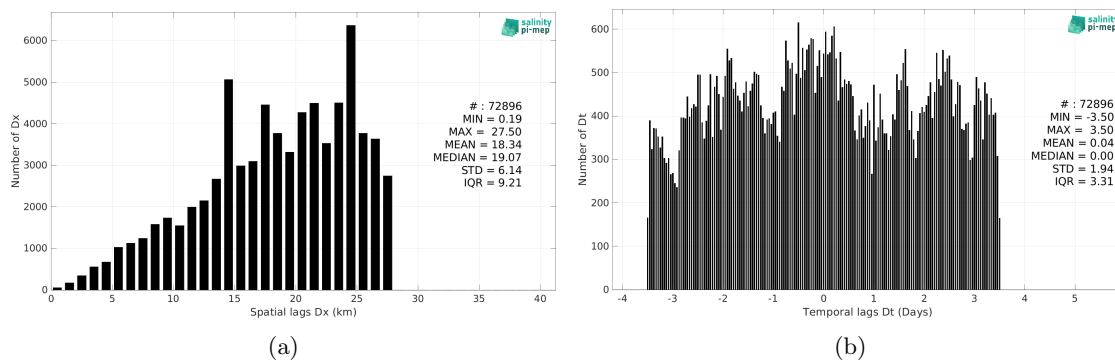 6000
5000
4000
3000
2000
1000
0
Number of Dx
salinity
pi-mep
# : 72896
MIN = 0.19
MAX = 27.50
MEAN = 18.34
MEDIAN = 19.07
STD = 6.14
IQR = 9.21
0 5 10 15 20 25 30 35 40
Spatial lags Dx (km)
(a)
600
500
400
300
200
100
0
Number of Dt
salinity
pi-mep
# : 72896
MIN = -3.50
MAX = 3.50
MEAN = 0.04
MEDIAN = 0.00
STD = 1.94
IQR = 3.31
-4 -3 -2 -1 0 1 2 3 4 5
Temporal lags Dt (Days)
(b)